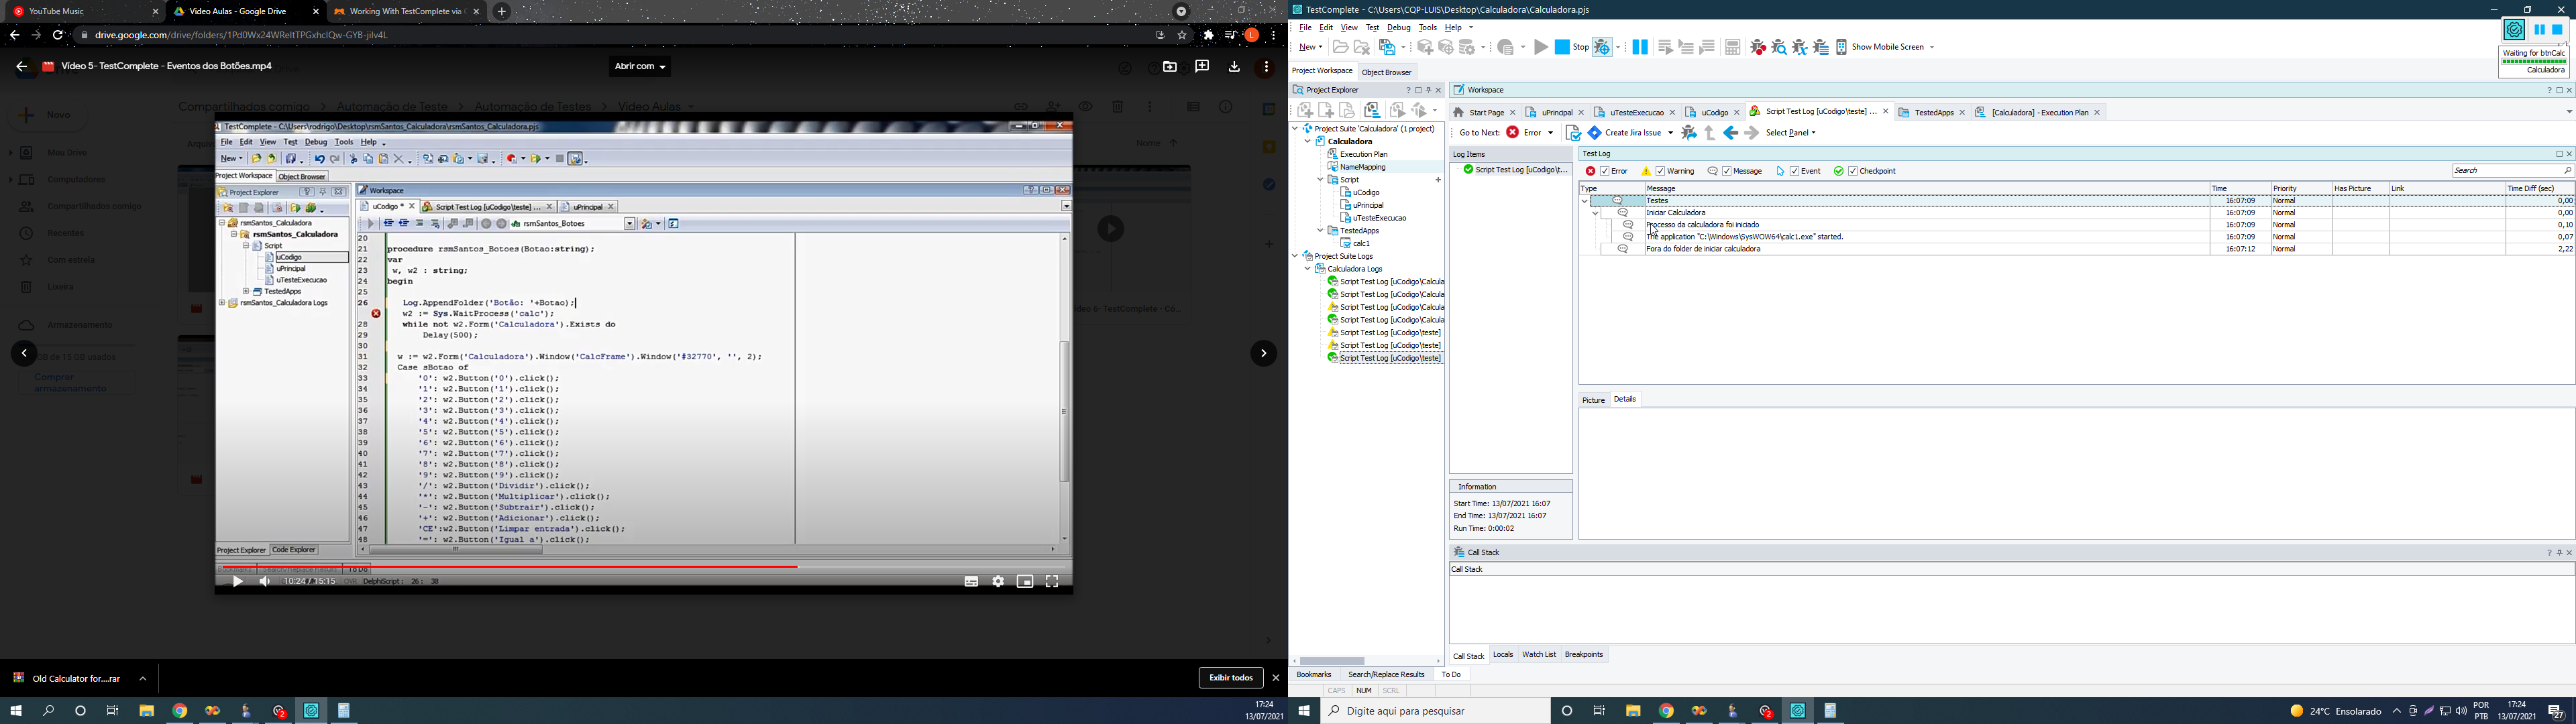 YouTube Music
Video Aulas - Google Drive
Working With TestComplete via
drive.google.com/drive/folders/1Pd0Wx24WReltTPGxhclQw-GYB-jilv4L
Vídeo 5- TestComplete - Eventos dos Botões.mp4
Abrir com
Compartilhados comigo > Automação de Teste > Automação de Testes > Video Aulas
Novo
Meu Drive
Computadores
Compartilhados comigo
Recentes
Com estrela
Lixeira
Armazenamento
GB de 15 GB usados
Comprar
armazenamento
Nome
TestComplete - C:\Users\rodrigo\Desktop\rsmSantos_Calculadora\rsmSantos_Calculadora.pjs
File Edit View Test Debug Tools Help
New
Project Workspace Object Browser
Project Explorer
Workspace
uCodigo *
Script Test Log [uCodigo\teste] ...
uPrincipal
rsmSantos_Botoes
rsmSantos_Calculadora
rsmSantos_Calculadora
Script
uCodigo
uPrincipal
uTesteExecucao
TestedApps
rsmSantos_Calculadora Logs
20
21 procedure rsmSantos_Botoes(Botao:string);
22 var
23 w, w2 : string;
24 begin
25
26 Log.AppendFolder('Botão: '+Botao);
w2 := Sys.WaitProcess('calc');
28 while not w2.Form('Calculadora').Exists do
29 Delay(500);
30
31 w := w2.Form('Calculadora').Window('CalcFrame').Window('#32770', '', 2);
32 Case sBotao of
33 '0': w2.Button('0').click();
34 '1': w2.Button('1').click();
35 '2': w2.Button('2').click();
36 '3': w2.Button('3').click();
37 '4': w2.Button('4').click();
38 '5': w2.Button('5').click();
39 '6': w2.Button('6').click();
40 '7': w2.Button('7').click();
41 '8': w2.Button('8').click();
42 '9': w2.Button('9').click();
43 '/': w2.Button('Dividir').click();
44 '*': w2.Button('Multiplicar').click();
45 '-': w2.Button('Subtrair').click();
46 '+': w2.Button('Adicionar').click();
47 'CE':w2.Button('Limpar entrada').click();
48 '=': w2.Button('Igual a').click();
Project Explorer Code Explorer
10:24 / 15:15
OVR DelphiScript : 26: 38
Old Calculator for....rar
Exibir todos
17:24
13/07/2021
TestComplete - C:\Users\CQP-LUIS\Desktop\Calculadora\Calculadora.pjs
File Edit View Test Debug Tools Help
New
Stop
Show Mobile Screen
Waiting for btnCalc
Calculadora
Project Workspace Object Browser
Project Explorer
Project Suite 'Calculadora' (1 project)
Calculadora
Execution Plan
NameMapping
Script
uCodigo
uPrincipal
uTesteExecucao
TestedApps
calc1
Project Suite Logs
Calculadora Logs
Script Test Log [uCodigo\Calcula
Script Test Log [uCodigo\Calcula
Script Test Log [uCodigo\Calcula
Script Test Log [uCodigo\Calcula
Script Test Log [uCodigo\teste]
Script Test Log [uCodigo\teste]
Script Test Log [uCodigo\teste]
Workspace
Start Page
uPrincipal
uTesteExecucao
uCodigo
Script Test Log [uCodigo\teste] ...
TestedApps
[Calculadora] - Execution Plan
Go to Next: Error
Create Jira Issue
Select Panel
Log Items
Script Test Log [uCodigo\t...
Information
Start Time: 13/07/2021 16:07
End Time: 13/07/2021 16:07
Run Time: 0:00:02
Test Log
Error Warning Message Event Checkpoint
Search
Type Message Time Priority Has Picture Link Time Diff (sec)
Testes 16:07:09 Normal 0,00
Iniciar Calculadora 16:07:09 Normal 0,00
Processo da calculadora foi iniciado 16:07:09 Normal 0,10
The application "C:\Windows\SysWOW64\calc1.exe" started. 16:07:09 Normal 0,07
Fora do folder de iniciar calculadora 16:07:12 Normal 2,22
Picture Details
Call Stack
Call Stack
Call Stack Locals Watch List Breakpoints
Bookmarks Search/Replace Results To Do
CAPS NUM SCRL
Digite aqui para pesquisar
24°C Ensolarado
POR
PTB
17:24
13/07/2021
27